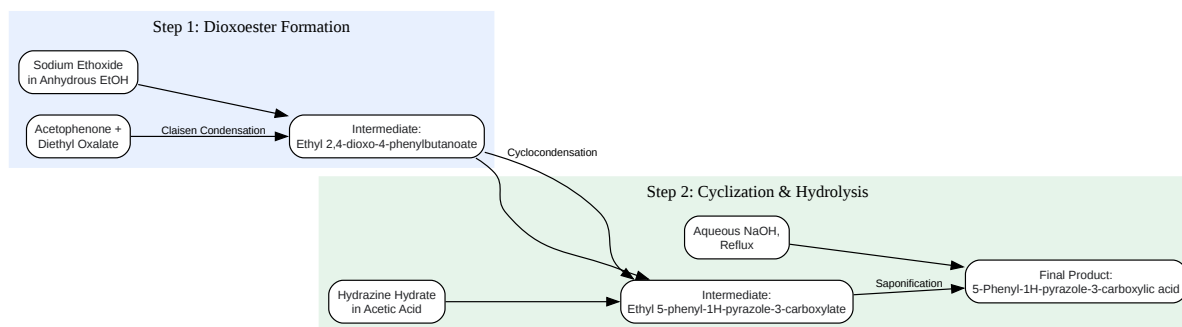 Step 1: Dioxoester Formation
Sodium Ethoxide
in Anhydrous EtOH
Acetophenone +
Diethyl Oxalate
Claisen Condensation
Intermediate:
Ethyl 2,4-dioxo-4-phenylbutanoate
Cyclocondensation
Step 2: Cyclization & Hydrolysis
Aqueous NaOH,
Reflux
Hydrazine Hydrate
in Acetic Acid
Intermediate:
Ethyl 5-phenyl-1H-pyrazole-3-carboxylate
Saponification
Final Product:
5-Phenyl-1H-pyrazole-3-carboxylic acid